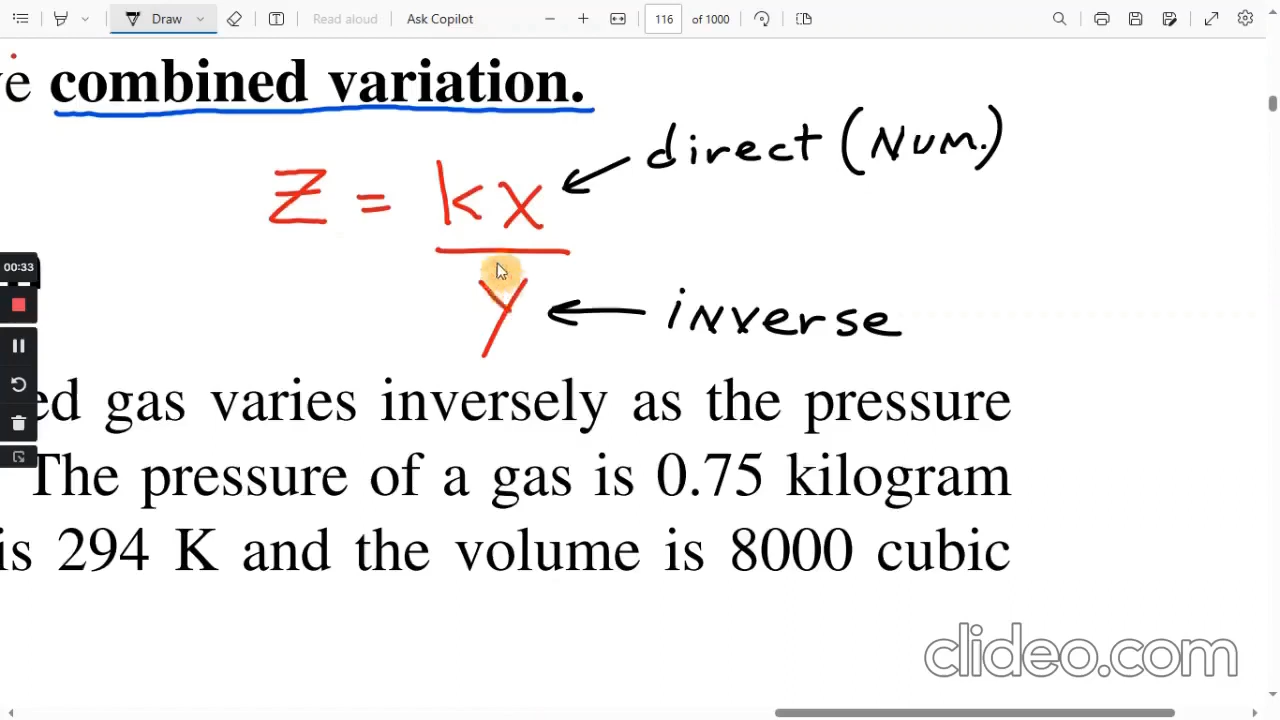 Draw
Read aloud
Ask Copilot
116 of 1000
combined variation.
direct (Num.)
z = kx
y
inverse
00:33
ed gas varies inversely as the pressure
The pressure of a gas is 0.75 kilogram
is 294 K and the volume is 8000 cubic
clideo.com